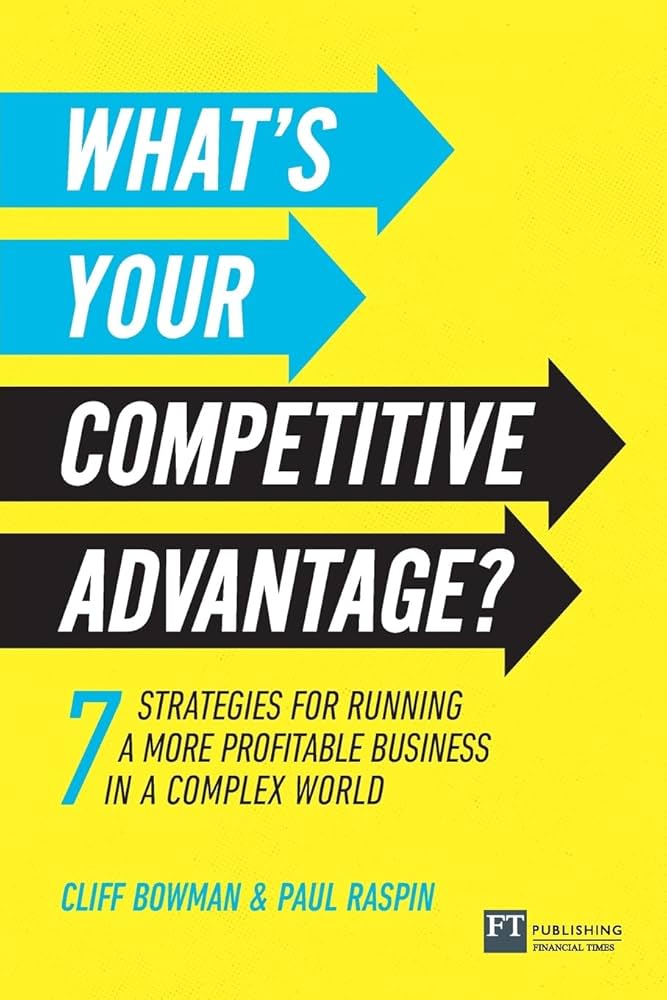 WHAT'S
YOUR
COMPETITIVE
ADVANTAGE?
7 STRATEGIES FOR RUNNING
A MORE PROFITABLE BUSINESS
IN A COMPLEX WORLD
CLIFF BOWMAN & PAUL RASPIN
FT PUBLISHING
FINANCIAL TIMES